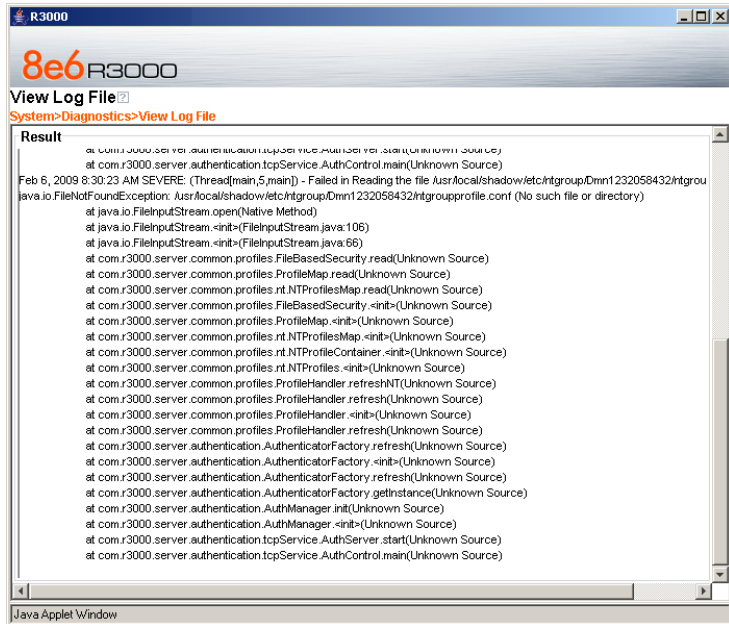 R3000
8e6 R3000
View Log File
System>Diagnostics>View Log File
Result
at com.r3000.server.authentication.tcpService.AuthServer.start(Unknown Source)
at com.r3000.server.authentication.tcpService.AuthControl.main(Unknown Source)
Feb 6, 2009 8:30:23 AM SEVERE: (Thread[main,5,main]) - Failed in Reading the file /usr/local/shadow/etc/ntgroup/Dmn1232058432/ntgrou
java.io.FileNotFoundException: /usr/local/shadow/etc/ntgroup/Dmn1232058432/ntgroupprofile.conf (No such file or directory)
at java.io.FileInputStream.open(Native Method)
at java.io.FileInputStream.<init>(FileInputStream.java:106)
at java.io.FileInputStream.<init>(FileInputStream.java:66)
at com.r3000.server.common.profiles.FileBasedSecurity.read(Unknown Source)
at com.r3000.server.common.profiles.ProfileMap.read(Unknown Source)
at com.r3000.server.common.profiles.nt.NTProfilesMap.read(Unknown Source)
at com.r3000.server.common.profiles.FileBasedSecurity.<init>(Unknown Source)
at com.r3000.server.common.profiles.ProfileMap.<init>(Unknown Source)
at com.r3000.server.common.profiles.nt.NTProfilesMap.<init>(Unknown Source)
at com.r3000.server.common.profiles.nt.NTProfileContainer.<init>(Unknown Source)
at com.r3000.server.common.profiles.nt.NTProfiles.<init>(Unknown Source)
at com.r3000.server.common.profiles.ProfileHandler.refreshNT(Unknown Source)
at com.r3000.server.common.profiles.ProfileHandler.refresh(Unknown Source)
at com.r3000.server.common.profiles.ProfileHandler.<init>(Unknown Source)
at com.r3000.server.authentication.AuthenticatorFactory.refresh(Unknown Source)
at com.r3000.server.authentication.AuthenticatorFactory.<init>(Unknown Source)
at com.r3000.server.authentication.AuthenticatorFactory.refresh(Unknown Source)
at com.r3000.server.authentication.AuthenticatorFactory.getInstance(Unknown Source)
at com.r3000.server.authentication.AuthManager.init(Unknown Source)
at com.r3000.server.authentication.AuthManager.<init>(Unknown Source)
at com.r3000.server.authentication.tcpService.AuthServer.start(Unknown Source)
at com.r3000.server.authentication.tcpService.AuthControl.main(Unknown Source)
Java Applet Window